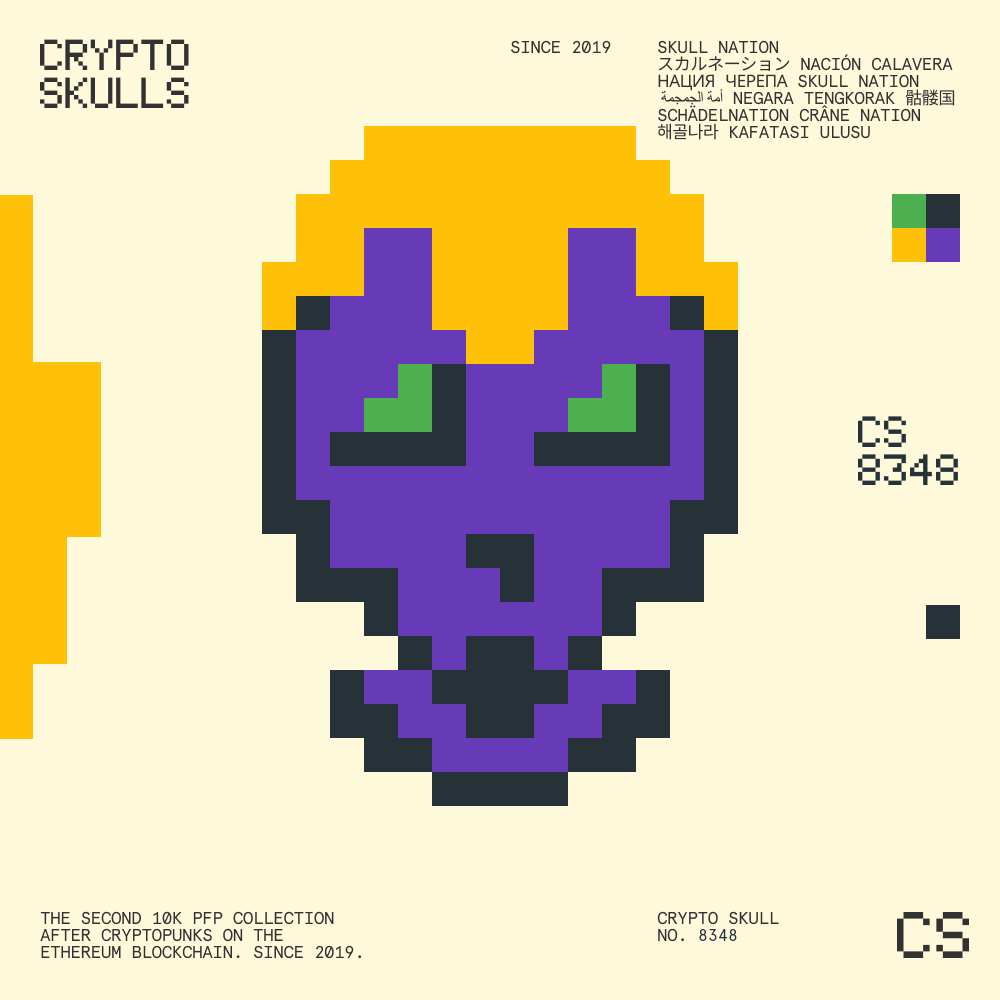 CRYPTO
SKULLS
SINCE 2019
SKULL NATION
スカルネーション NACIÓN CALAVERA
НАЦИЯ ЧЕРЕПА SKULL NATION
أمة الجمجمة NEGARA TENGKORAK 骷髅国
SCHÄDELNATION CRÂNE NATION
해골나라 KAFATASI ULUSU
CS
8348
THE SECOND 10K PFP COLLECTION
AFTER CRYPTOPUNKS ON THE
ETHEREUM BLOCKCHAIN. SINCE 2019.
CRYPTO SKULL
NO. 8348
CS